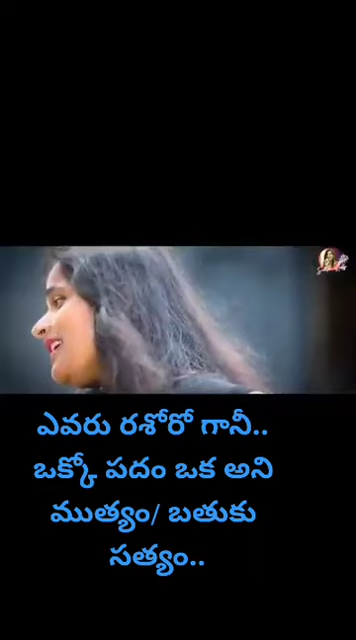 ఎవరు రశోరో గానీ..
ఒక్కో పదం ఒక అని
ముత్యం/ బతుకు
సత్యం..